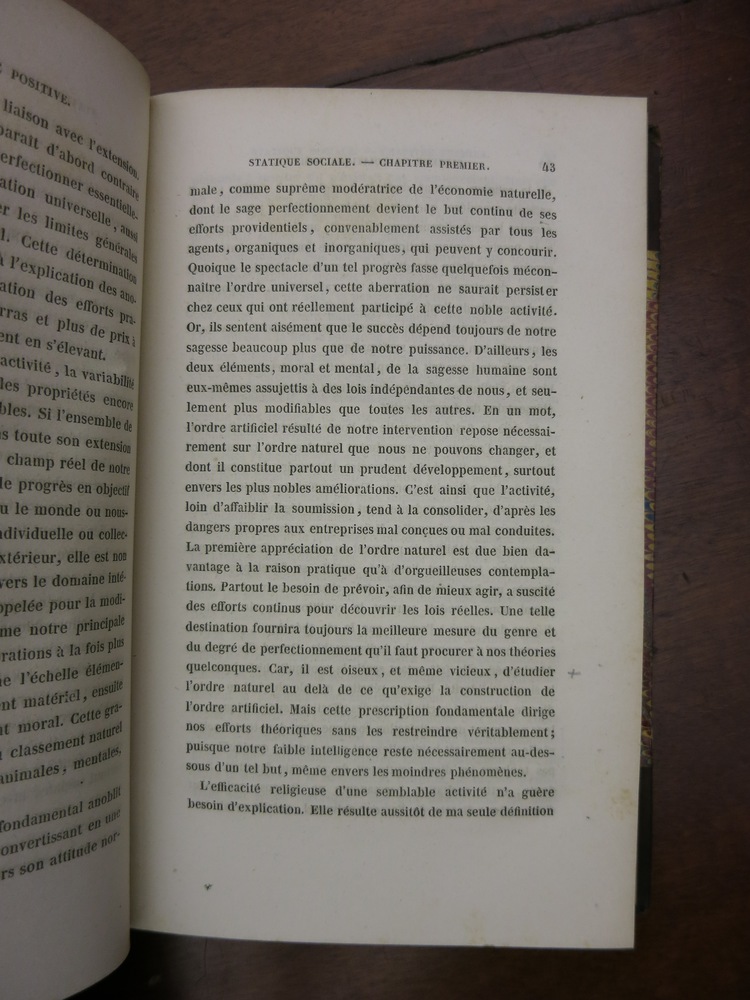 POSITIVE.
liaison avec l'extension,
paraît d'abord contraire
perfectionner essentielle-
ation universelle, aussi
les limites générales
Cette détermination
l'explication des ano-
ation des efforts pra-
rras et plus de prix à
ent en s'élevant.
activité, la variabilité
les propriétés encore
bles. Si l'ensemble de
toute son extension
champ réel de notre
le progrès en objectif
u le monde ou nous-
individuelle ou collec-
xtérieur, elle est non
vers le domaine inté-
ppelée pour la modi-
me notre principale
rations à la fois plus
l'échelle élémen-
nt matériel, ensuite
nt moral. Cette gra-
classement naturel
animales, mentales,
fondamental anoblit
onvertissant en une
rs son attitude nor-
STATIQUE SOCIALE. — CHAPITRE PREMIER. 43
male, comme suprême modératrice de l'économie naturelle,
dont le sage perfectionnement devient le but continu de ses
efforts providentiels, convenablement assistés par tous les
agents, organiques et inorganiques, qui peuvent y concourir.
Quoique le spectacle d'un tel progrès fasse quelquefois mécon-
naître l'ordre universel, cette aberration ne saurait persister
chez ceux qui ont réellement participé à cette noble activité.
Or, ils sentent aisément que le succès dépend toujours de notre
sagesse beaucoup plus que de notre puissance. D'ailleurs, les
deux éléments, moral et mental, de la sagesse humaine sont
eux-mêmes assujettis à des lois indépendantes de nous, et seu-
lement plus modifiables que toutes les autres. En un mot,
l'ordre artificiel résulté de notre intervention repose nécessai-
rement sur l'ordre naturel que nous ne pouvons changer, et
dont il constitue partout un prudent développement, surtout
envers les plus nobles améliorations. C'est ainsi que l'activité,
loin d'affaiblir la soumission, tend à la consolider, d'après les
dangers propres aux entreprises mal conçues ou mal conduites.
La première appréciation de l'ordre naturel est due bien da-
vantage à la raison pratique qu'à d'orgueilleuses contempla-
tions. Partout le besoin de prévoir, afin de mieux agir, a suscité
des efforts continus pour découvrir les lois réelles. Une telle
destination fournira toujours la meilleure mesure du genre et
du degré de perfectionnement qu'il faut procurer à nos théories
quelconques. Car, il est oiseux, et même vicieux, d'étudier
l'ordre naturel au delà de ce qu'exige la construction de
l'ordre artificiel. Mais cette prescription fondamentale dirige
nos efforts théoriques sans les restreindre véritablement;
puisque notre faible intelligence reste nécessairement au-des-
sous d'un tel but, même envers les moindres phénomènes.
L'efficacité religieuse d'une semblable activité n'a guère
besoin d'explication. Elle résulte aussitôt de ma seule définition